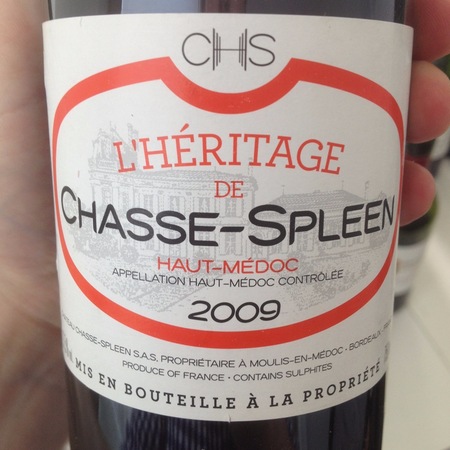 CHS
L'HÉRITAGE
DE
CHASSE-SPLEEN
HAUT-MÉDOC
APPELLATION HAUT-MÉDOC CONTRÔLÉE
2009
CHASSE-SPLEEN S.A.S, PROPRIÉTAIRE À MOULIS-EN-MÉDOC - BORDEAUX
PRODUCE OF FRANCE - CONTAINS SULPHITES
MIS EN BOUTEILLE À LA PROPRIÉTÉ